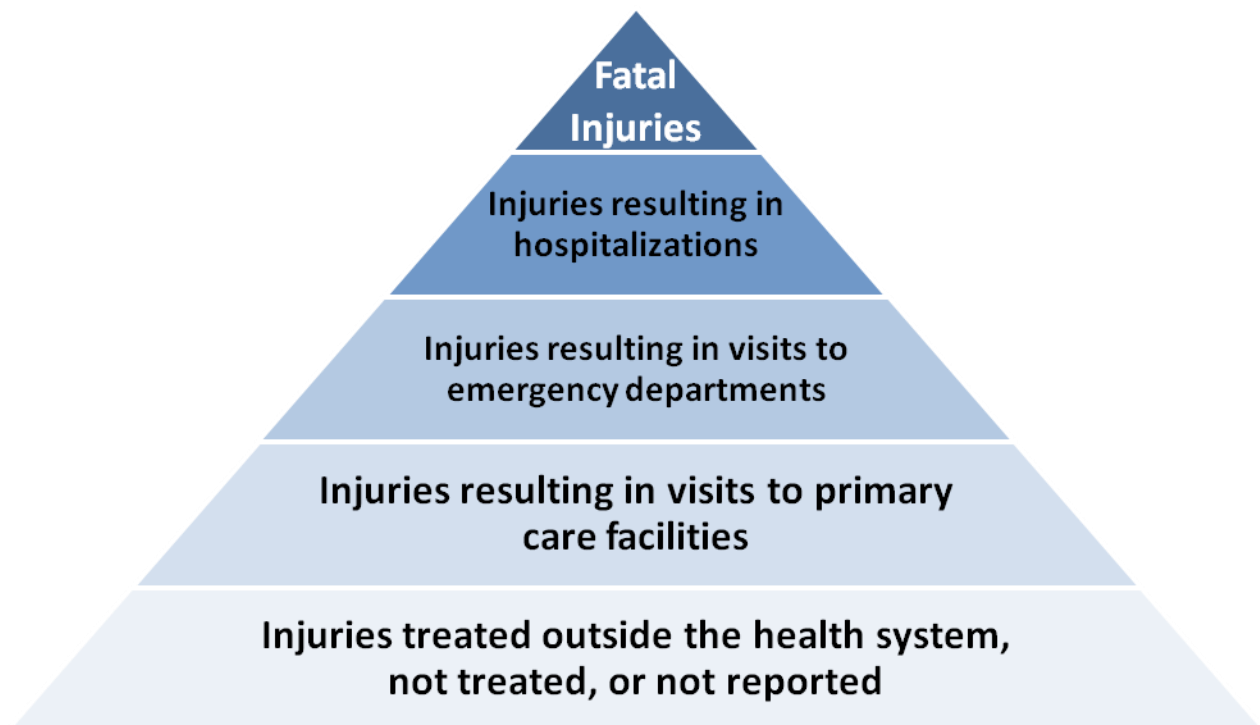 Fatal
Injuries
Injuries resulting in
hospitalizations
Injuries resulting in visits to
emergency departments
Injuries resulting in visits to primary
care facilities
Injuries treated outside the health system,
not treated, or not reported